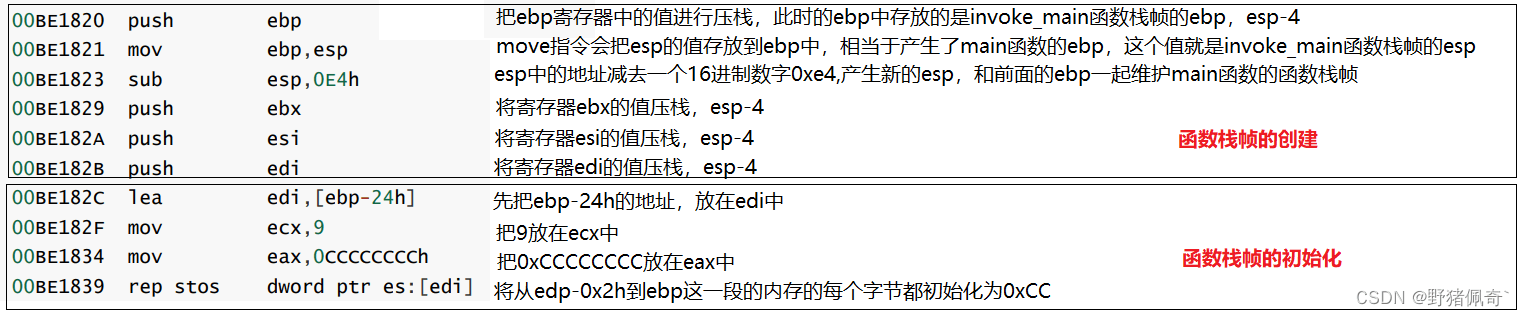 00BE1820 push ebp 把ebp寄存器中的值进行压栈，此时的ebp中存放的是invoke_main函数栈帧的ebp，esp-4
00BE1821 mov ebp,esp move指令会把esp的值存放到ebp中，相当于产生了main函数的ebp，这个值就是invoke_main函数栈帧的esp
00BE1823 sub esp,0E4h esp中的地址减去一个16进制数字0xe4,产生新的esp，和前面的ebp一起维护main函数的函数栈帧
00BE1829 push ebx 将寄存器ebx的值压栈，esp-4
00BE182A push esi 将寄存器esi的值压栈，esp-4 函数栈帧的创建
00BE182B push edi 将寄存器edi的值压栈，esp-4
00BE182C lea edi,[ebp-24h] 先把ebp-24h的地址，放在edi中
00BE182F mov ecx,9 把9放在ecx中
00BE1834 mov eax,0CCCCCCCCh 把0xCCCCCCCC放在eax中 函数栈帧的初始化
00BE1839 rep stos dword ptr es:[edi] 将从edp-0x2h到ebp这一段的内存的每个字节都初始化为0xCC
CSDN @野猪佩奇`